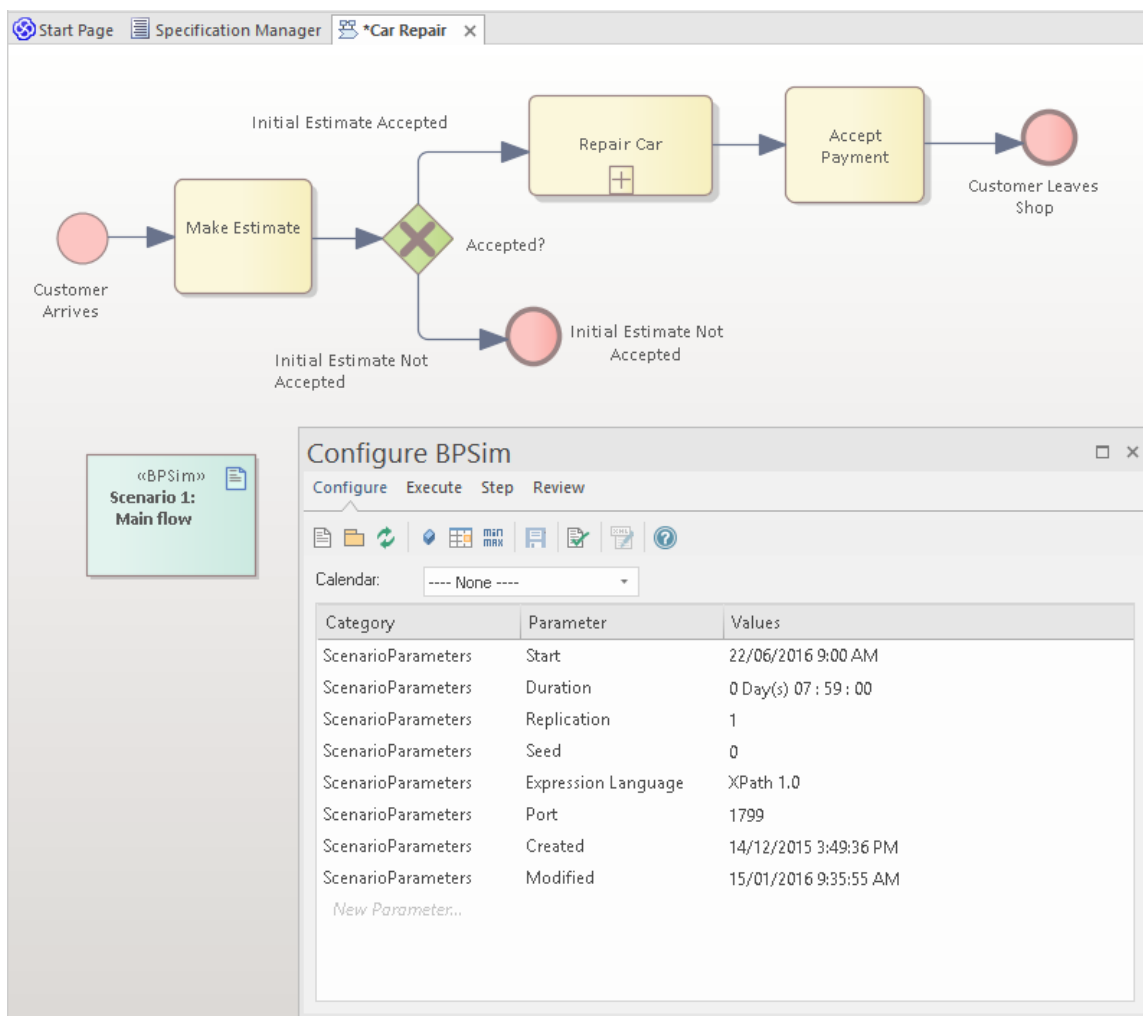 Start Page Specification Manager *Car Repair
Initial Estimate Accepted
Repair Car
Accept
Payment
Customer Leaves
Shop
Make Estimate
Accepted?
Customer
Arrives
Initial Estimate Not
Accepted
Initial Estimate Not
Accepted
«BPSim»
Scenario 1:
Main flow
Configure BPSim
Configure Execute Step Review
min
max
XML
Calendar: ---- None ----
Category Parameter Values
ScenarioParameters Start 22/06/2016 9:00 AM
ScenarioParameters Duration 0 Day(s) 07 : 59 : 00
ScenarioParameters Replication 1
ScenarioParameters Seed 0
ScenarioParameters Expression Language XPath 1.0
ScenarioParameters Port 1799
ScenarioParameters Created 14/12/2015 3:49:36 PM
ScenarioParameters Modified 15/01/2016 9:35:55 AM
New Parameter...